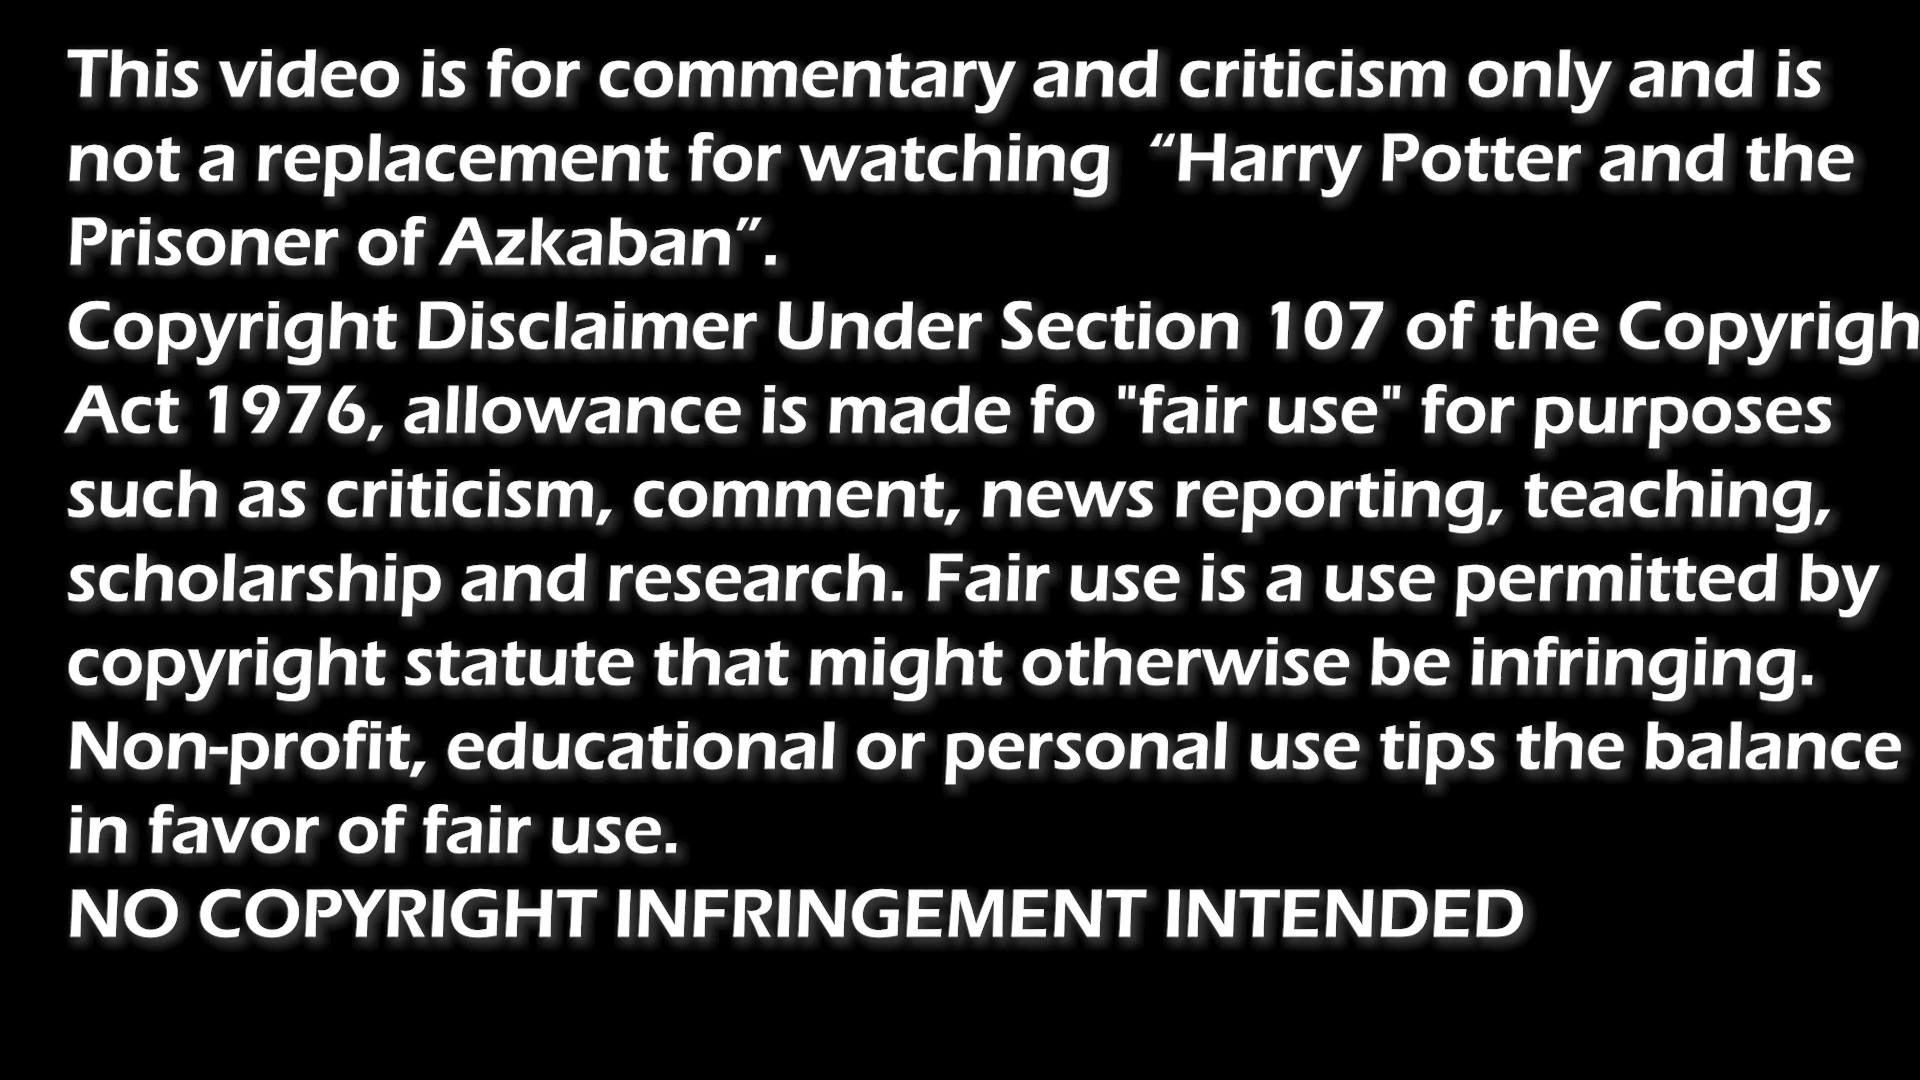 This video is for commentary and criticism only and is
not a replacement for watching  “Harry Potter and the
Prisoner of Azkaban”.
Copyright Disclaimer Under Section 107 of the Copyrigh
Act 1976, allowance is made fo "fair use" for purposes
such as criticism, comment, news reporting, teaching,
scholarship and research. Fair use is a use permitted by
copyright statute that might otherwise be infringing.
Non-profit, educational or personal use tips the balance
in favor of fair use.
NO COPYRIGHT INFRINGEMENT INTENDED